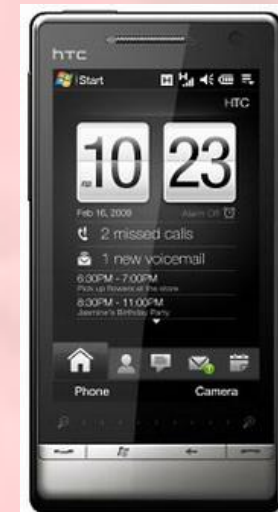 hTC
Start
HTC
10 23
Feb 16, 2009 Alarm Off
2 missed calls
1 new voicemail
6:30PM - 7:00PM
Pick up flowers at the store
8:30PM - 11:00PM
Jasmine's Birthday Party
Phone Camera